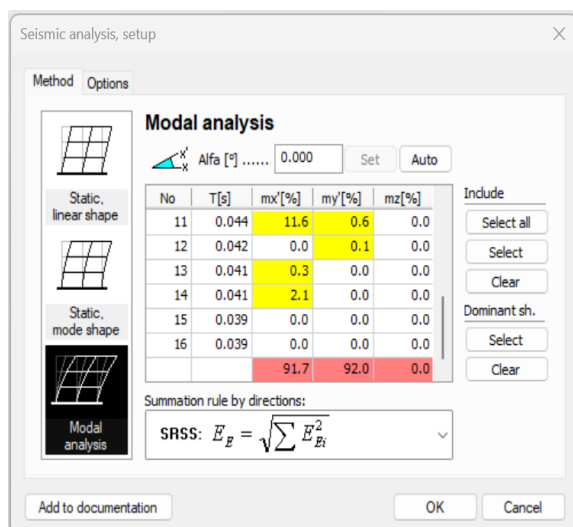 Seismic analysis, setup
Method Options
Static,
linear shape
Static,
mode shape
Modal
analysis
Modal analysis
x'
x
Alfa [º] ...... 0.000 Set Auto
No T[s] mx'[%] my'[%] mz[%]
11 0.044 11.6 0.6 0.0
12 0.042 0.0 0.1 0.0
13 0.041 0.3 0.0 0.0
14 0.041 2.1 0.0 0.0
15 0.039 0.0 0.0 0.0
16 0.039 0.0 0.0 0.0
91.7 92.0 0.0
Include
Select all
Select
Clear
Dominant sh.
Select
Clear
Summation rule by directions:
SRSS: E_E = √∑ E_Ei^2
Add to documentation OK Cancel